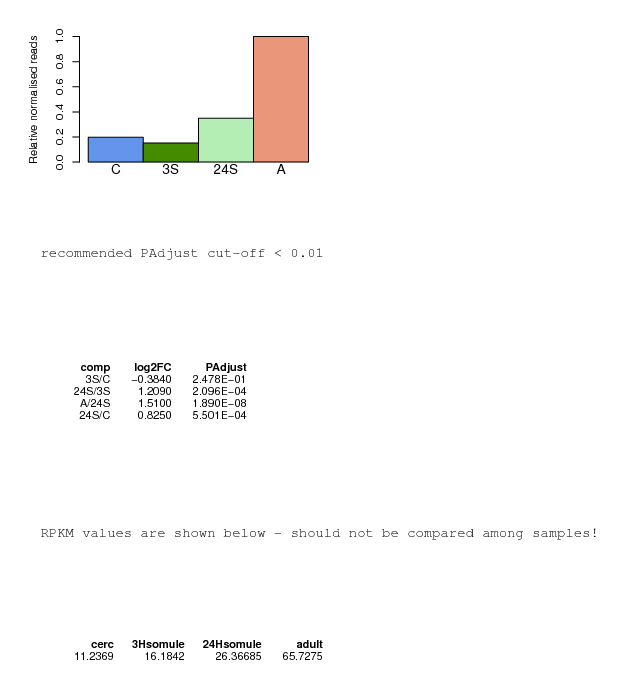 Relative normalised reads
1.0
0.8
0.6
0.4
0.2
0.0
C 3S 24S A
recommended PAdjust cut-off < 0.01
comp log2FC PAdjust
3S/C −0.3840 2.478E−01
24S/3S 1.2090 2.096E−04
A/24S 1.5100 1.890E−08
24S/C 0.8250 5.501E−04
RPKM values are shown below - should not be compared among samples!
cerc 3Hsomule 24Hsomule adult
11.2369 16.1842 26.36685 65.7275